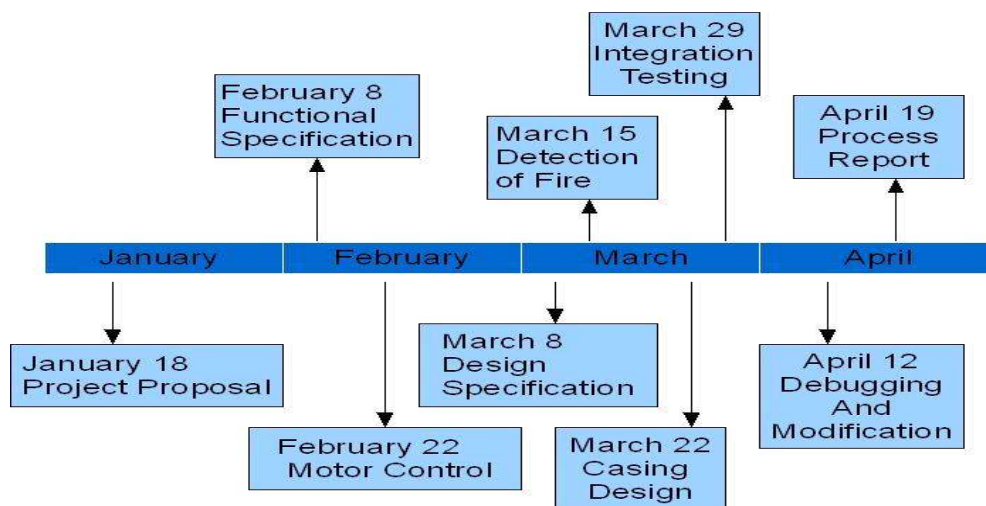 March 29
Integration
Testing
February 8
Functional
Specification
March 15
Detection
of Fire
April 19
Process
Report
January February March April
January 18
Project Proposal
March 8
Design
Specification
April 12
Debugging
And
Modification
February 22
Motor Control
March 22
Casing
Design